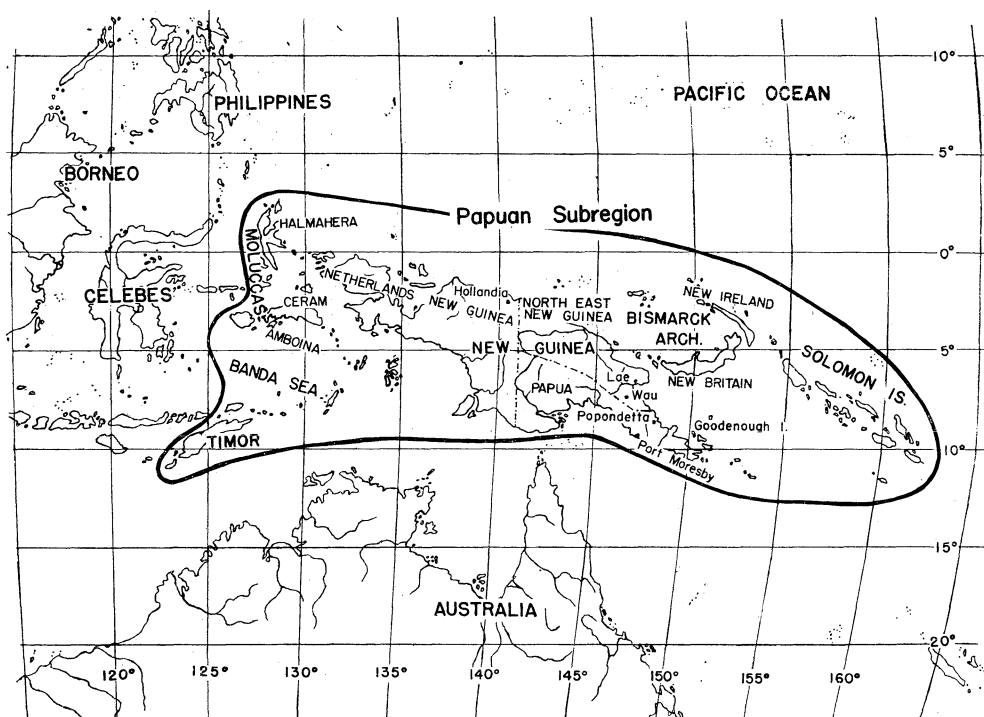 10°
PHILIPPINES
PACIFIC OCEAN
5°
BORNEO
Papuan Subregion
HALMAHERA
MOLUCCAS
0°
NETHERLANDS
NEW GUINEA
Hollandia
CELEBES
CERAM
AMBOINA
NORTH EAST
NEW GUINEA
NEW IRELAND
BISMARCK
ARCH.
NEW GUINEA
5°
SOLOMON IS.
BANDA SEA
PAPUA
Lae
NEW BRITAIN
Wau
Popondetta
Goodenough I.
TIMOR
Port Moresby
10°
15°
AUSTRALIA
20°
120°
125°
130°
135°
140°
145°
150°
155°
160°